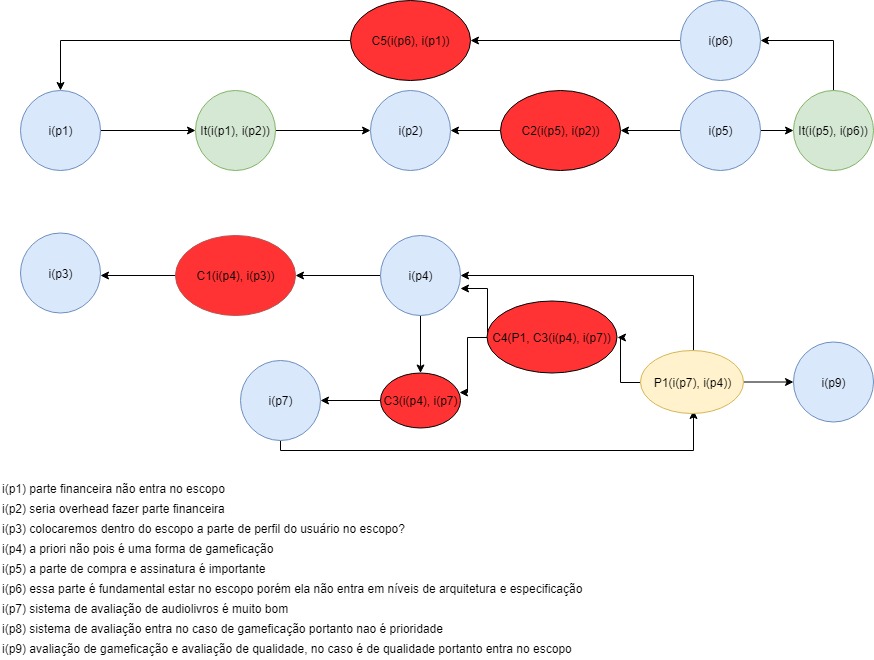 C5(i(p6), i(p1))
i(p6)
i(p1)
It(i(p1), i(p2))
i(p2)
C2(i(p5), i(p2))
i(p5)
It(i(p5), i(p6))
i(p3)
C1(i(p4), i(p3))
i(p4)
C4(P1, C3(i(p4), i(p7))
P1(i(p7), i(p4))
i(p9)
i(p7)
C3(i(p4), i(p7)
i(p1) parte financeira não entra no escopo
i(p2) seria overhead fazer parte financeira
i(p3) colocaremos dentro do escopo a parte de perfil do usuário no escopo?
i(p4) a priori não pois é uma forma de gameficação
i(p5) a parte de compra e assinatura é importante
i(p6) essa parte é fundamental estar no escopo porém ela não entra em níveis de arquitetura e especificação
i(p7) sistema de avaliação de audiolivros é muito bom
i(p8) sistema de avaliação entra no caso de gameficação portanto nao é prioridade
i(p9) avaliação de gameficação e avaliação de qualidade, no caso é de qualidade portanto entra no escopo